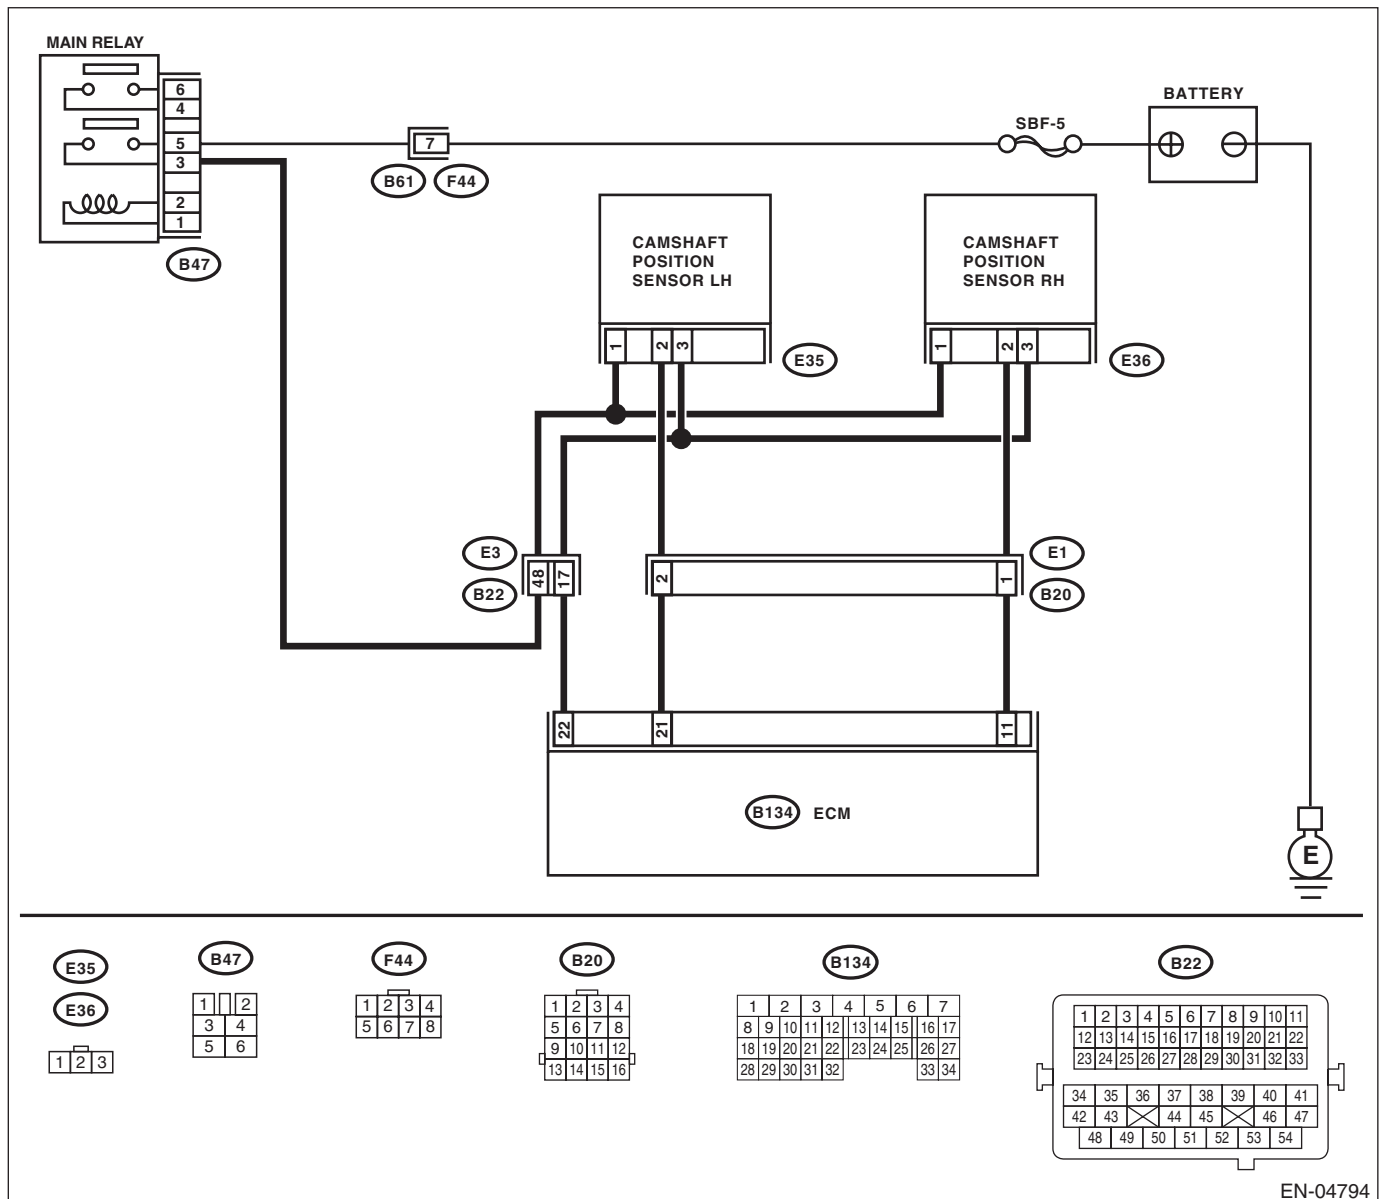 MAIN RELAY
6
4
5
3
2
1
B47
7
B61 F44
SBF-5
BATTERY
CAMSHAFT
POSITION
SENSOR LH
1 2 3
E35
CAMSHAFT
POSITION
SENSOR RH
1 2 3
E36
E3
B22
48 17
2 1
E1
B20
22 21 11
B134 ECM
E
E35
E36
1 2 3
B47
1 2
3 4
5 6
F44
1 2 3 4
5 6 7 8
B20
1 2 3 4
5 6 7 8
9 10 11 12
13 14 15 16
B134
1 2 3 4 5 6 7
8 9 10 11 12 13 14 15 16 17
18 19 20 21 22 23 24 25 26 27
28 29 30 31 32 33 34
B22
1 2 3 4 5 6 7 8 9 10 11
12 13 14 15 16 17 18 19 20 21 22
23 24 25 26 27 28 29 30 31 32 33
34 35 36 37 38 39 40 41
42 43 44 45 46 47
48 49 50 51 52 53 54
EN-04794